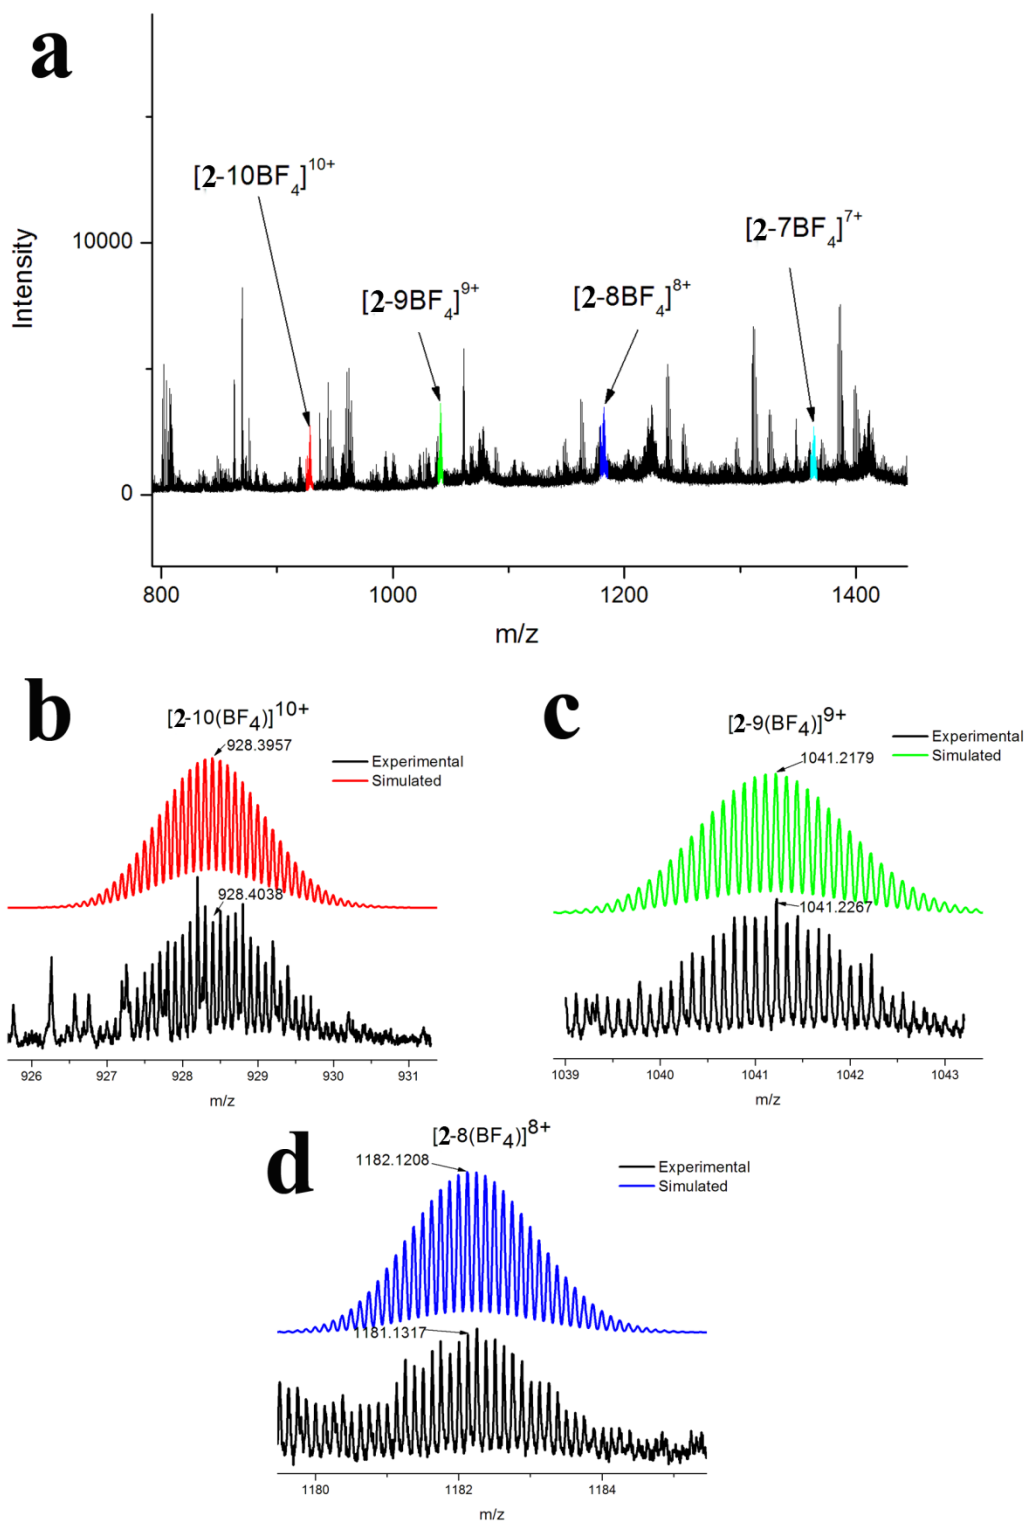 a
[2-10BF4]10+
[2-7BF4]7+
[2-9BF4]9+
[2-8BF4]8+
Intensity
10000
0
800 1000 1200 1400
m/z
b
[2-10(BF4)]10+
928.3957
Experimental
Simulated
928.4038
926 927 928 929 930 931
m/z
c
[2-9(BF4)]9+
Experimental
1041.2179
Simulated
1041.2267
1039 1040 1041 1042 1043
m/z
d
[2-8(BF4)]8+
1182.1208
Experimental
Simulated
1181.1317
1180 1182 1184
m/z